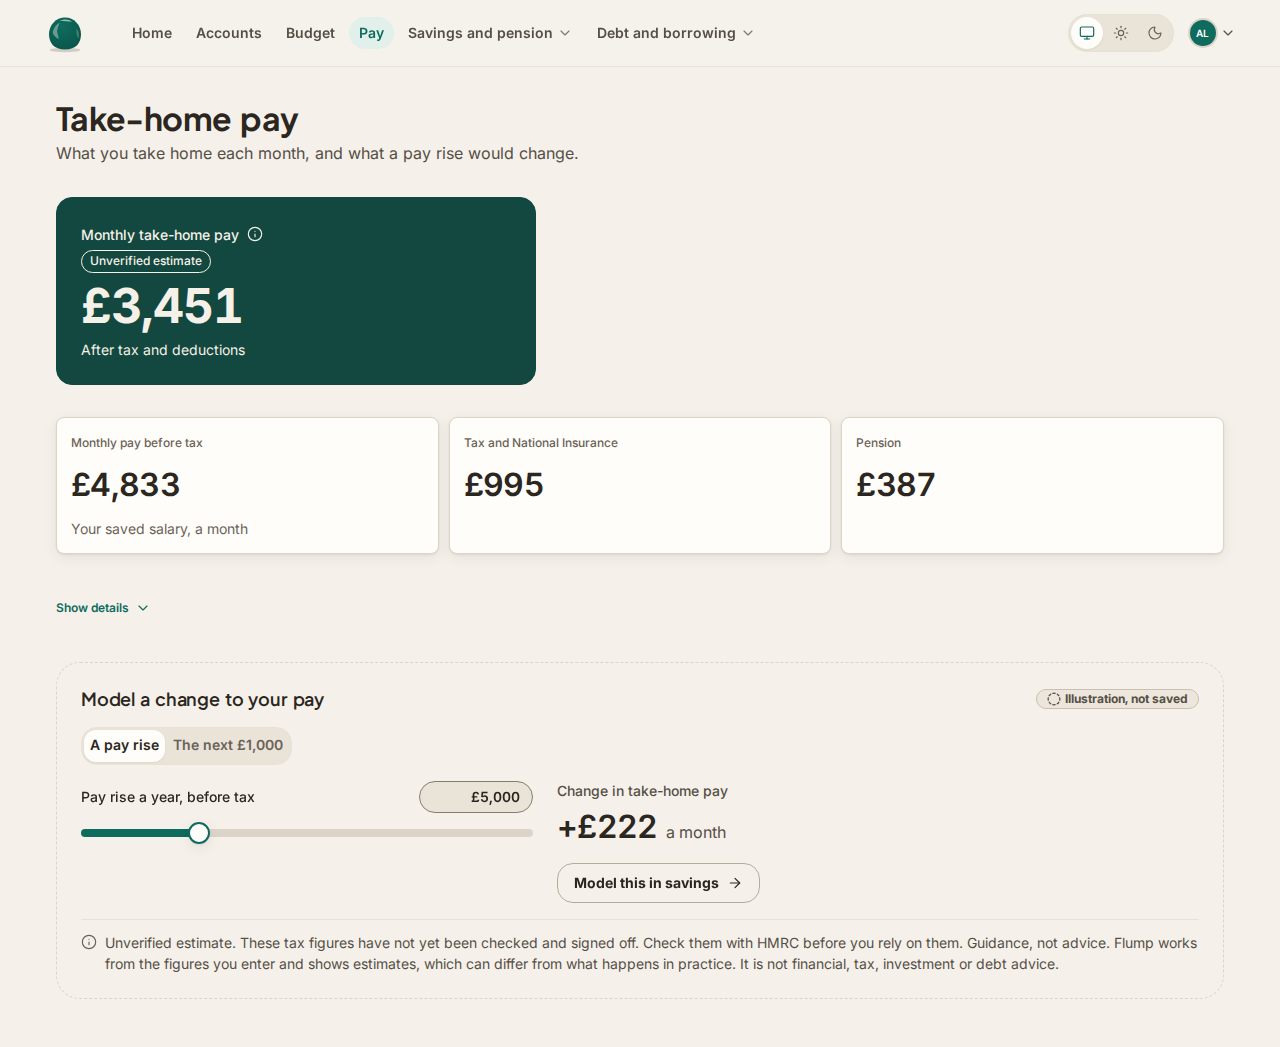 Home
Accounts
Budget
Pay
Savings and pension
Debt and borrowing
AL
Take-home pay
What you take home each month, and what a pay rise would change.
Monthly take-home pay
Unverified estimate
£3,451
After tax and deductions
Monthly pay before tax
£4,833
Your saved salary, a month
Tax and National Insurance
£995
Pension
£387
Show details
Model a change to your pay
Illustration, not saved
A pay rise
The next £1,000
Pay rise a year, before tax
£5,000
Change in take-home pay
+£222 a month
Model this in savings
Unverified estimate. These tax figures have not yet been checked and signed off. Check them with HMRC before you rely on them. Guidance, not advice. Flump works
from the figures you enter and shows estimates, which can differ from what happens in practice. It is not financial, tax, investment or debt advice.